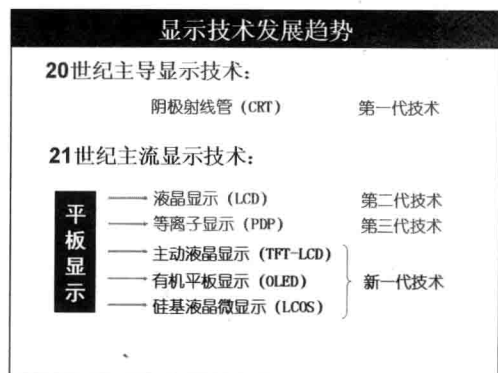 显示技术发展趋势
20世纪主导显示技术：
阴极射线管（CRT） 第一代技术
21世纪主流显示技术：
平板显示
液晶显示（LCD） 第二代技术
等离子显示（PDP） 第三代技术
主动液晶显示（TFT-LCD）
有机平板显示（OLED） 新一代技术
硅基液晶微显示（LCOS）